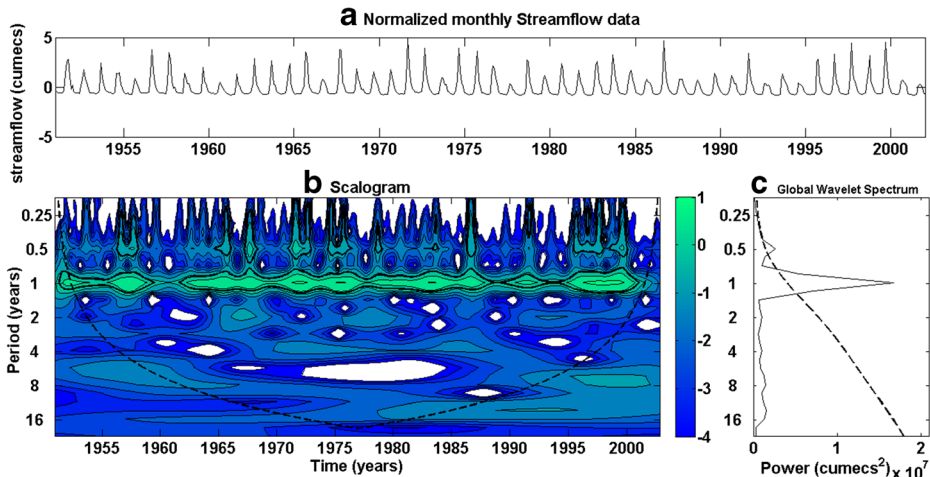 a Normalized monthly Streamflow data
streamflow (cumecs)
5
0
-5
1955 1960 1965 1970 1975 1980 1985 1990 1995 2000
b Scalogram
Period (years)
0.25
0.5
1
2
4
8
16
1955 1960 1965 1970 1975 1980 1985 1990 1995 2000
Time (years)
1
0
-1
-2
-3
-4
c Global Wavelet Spectrum
0.25
0.5
1
2
4
8
16
0 1 2
Power (cumecs²) x 10⁷